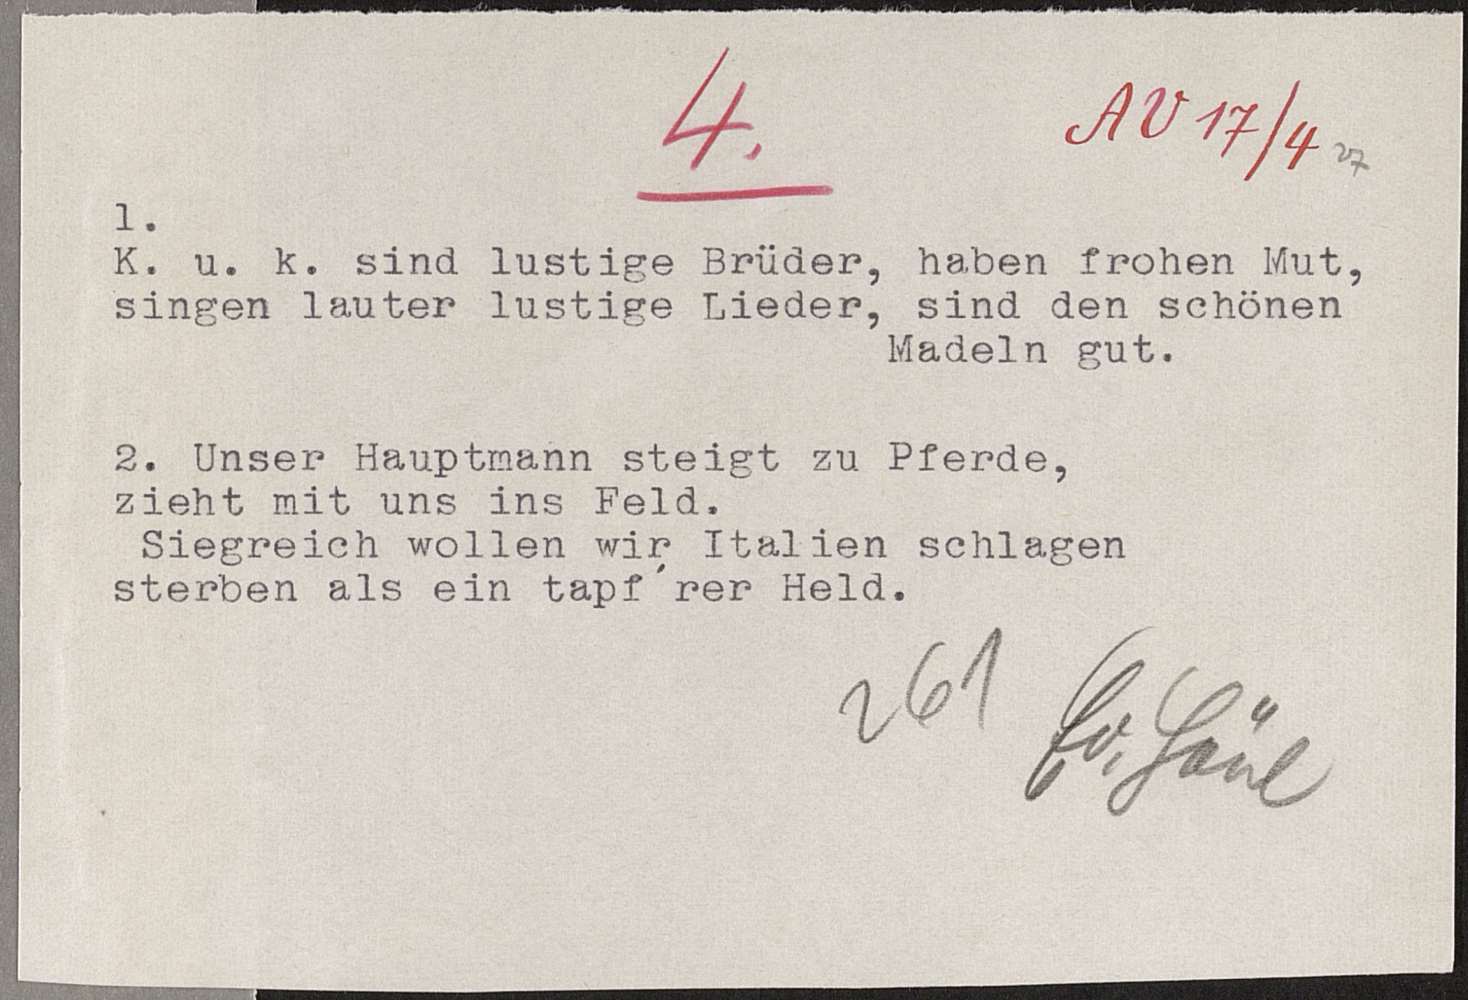 4.
AV 17/4 27
1.
K. u. k. sind lustige Brüder, haben frohen Mut,
singen lauter lustige Lieder, sind den schönen
Madeln gut.
2. Unser Hauptmann steigt zu Pferde,
zieht mit uns ins Feld.
Siegreich wollen wir Italien schlagen
sterben als ein tapf'rer Held.
261